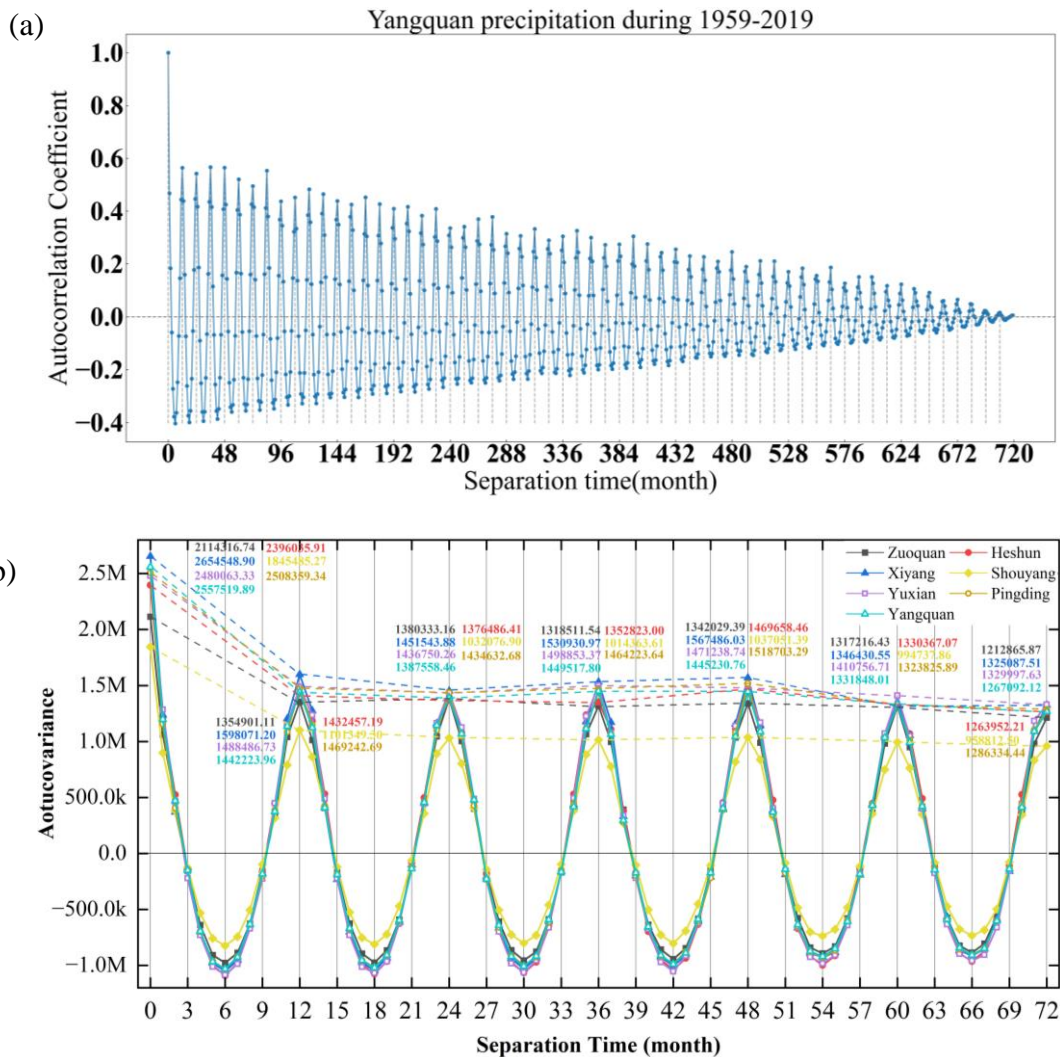 (a)
Yangquan precipitation during 1959-2019
1.0
0.8
0.6
0.4
0.2
0.0
−0.2
−0.4
Autocorrelation Coefficient
0 48 96 144 192 240 288 336 384 432 480 528 576 624 672 720
Separation time(month)
b)
Aotucovariance
2.5M
2.0M
1.5M
1.0M
500.0k
0.0
−500.0k
−1.0M
Zuoquan Heshun
Xiyang Shouyang
Yuxian Pingding
Yangquan
2114316.74 2396035.91
2654548.90 1845485.27
2480063.33 2508359.34
2557519.89
1354901.11 1432457.19
1598071.20 1101349.50
1488486.73 1469242.69
1442223.96
1380333.16 1376486.41
1451543.88 1032076.90
1436750.26 1434632.68
1387558.46
1318511.54 1352823.00
1530930.97 1014363.61
1498853.37 1464223.64
1449517.80
1342029.39 1469658.46
1567486.03 1037051.39
1471238.74 1518703.29
1445230.76
1317216.43 1330367.07
1346430.55 994737.86
1410756.71 1323825.89
1331848.01
1212865.87
1325087.51
1329997.63
1267092.12
1263952.21
958812.50
1286334.44
0 3 6 9 12 15 18 21 24 27 30 33 36 39 42 45 48 51 54 57 60 63 66 69 72
Separation Time (month)